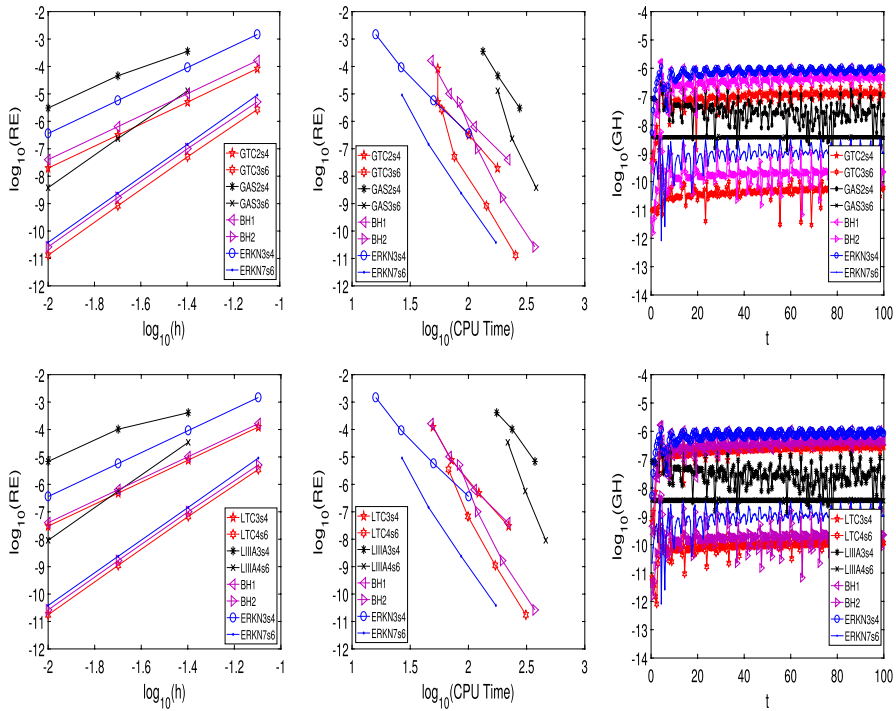 -2
-3
-4
-5
-6
-7
-8
-9
-10
-11
-12
log10(RE)
GTC2s4
GTC3s6
GAS2s4
GAS3s6
BH1
BH2
ERKN3s4
ERKN7s6
-2 -1.8 -1.6 -1.4 -1.2 -1
log10(h)
-2
-3
-4
-5
-6
-7
-8
-9
-10
-11
-12
log10(RE)
GTC2s4
GTC3s6
GAS2s4
GAS3s6
BH1
BH2
ERKN3s4
ERKN7s6
1 1.5 2 2.5 3
log10(CPU Time)
-4
-5
-6
-7
-8
-9
-10
-11
-12
-13
-14
log10(GH)
GTC2s4
GTC3s6
GAS2s4
GAS3s6
BH1
BH2
ERKN3s4
ERKN7s6
0 20 40 60 80 100
t
-2
-3
-4
-5
-6
-7
-8
-9
-10
-11
-12
log10(RE)
LTC3s4
LTC4s6
LIIIA3s4
LIIIA4s6
BH1
BH2
ERKN3s4
ERKN7s6
-2 -1.8 -1.6 -1.4 -1.2 -1
log10(h)
-2
-3
-4
-5
-6
-7
-8
-9
-10
-11
-12
log10(RE)
LTC3s4
LTC4s6
LIIIA3s4
LIIIA4s6
BH1
BH2
ERKN3s4
ERKN7s6
1 1.5 2 2.5 3
log10(CPU Time)
-4
-5
-6
-7
-8
-9
-10
-11
-12
-13
-14
log10(GH)
LTC3s4
LTC4s6
LIIIA3s4
LIIIA4s6
BH1
BH2
ERKN3s4
ERKN7s6
0 20 40 60 80 100
t